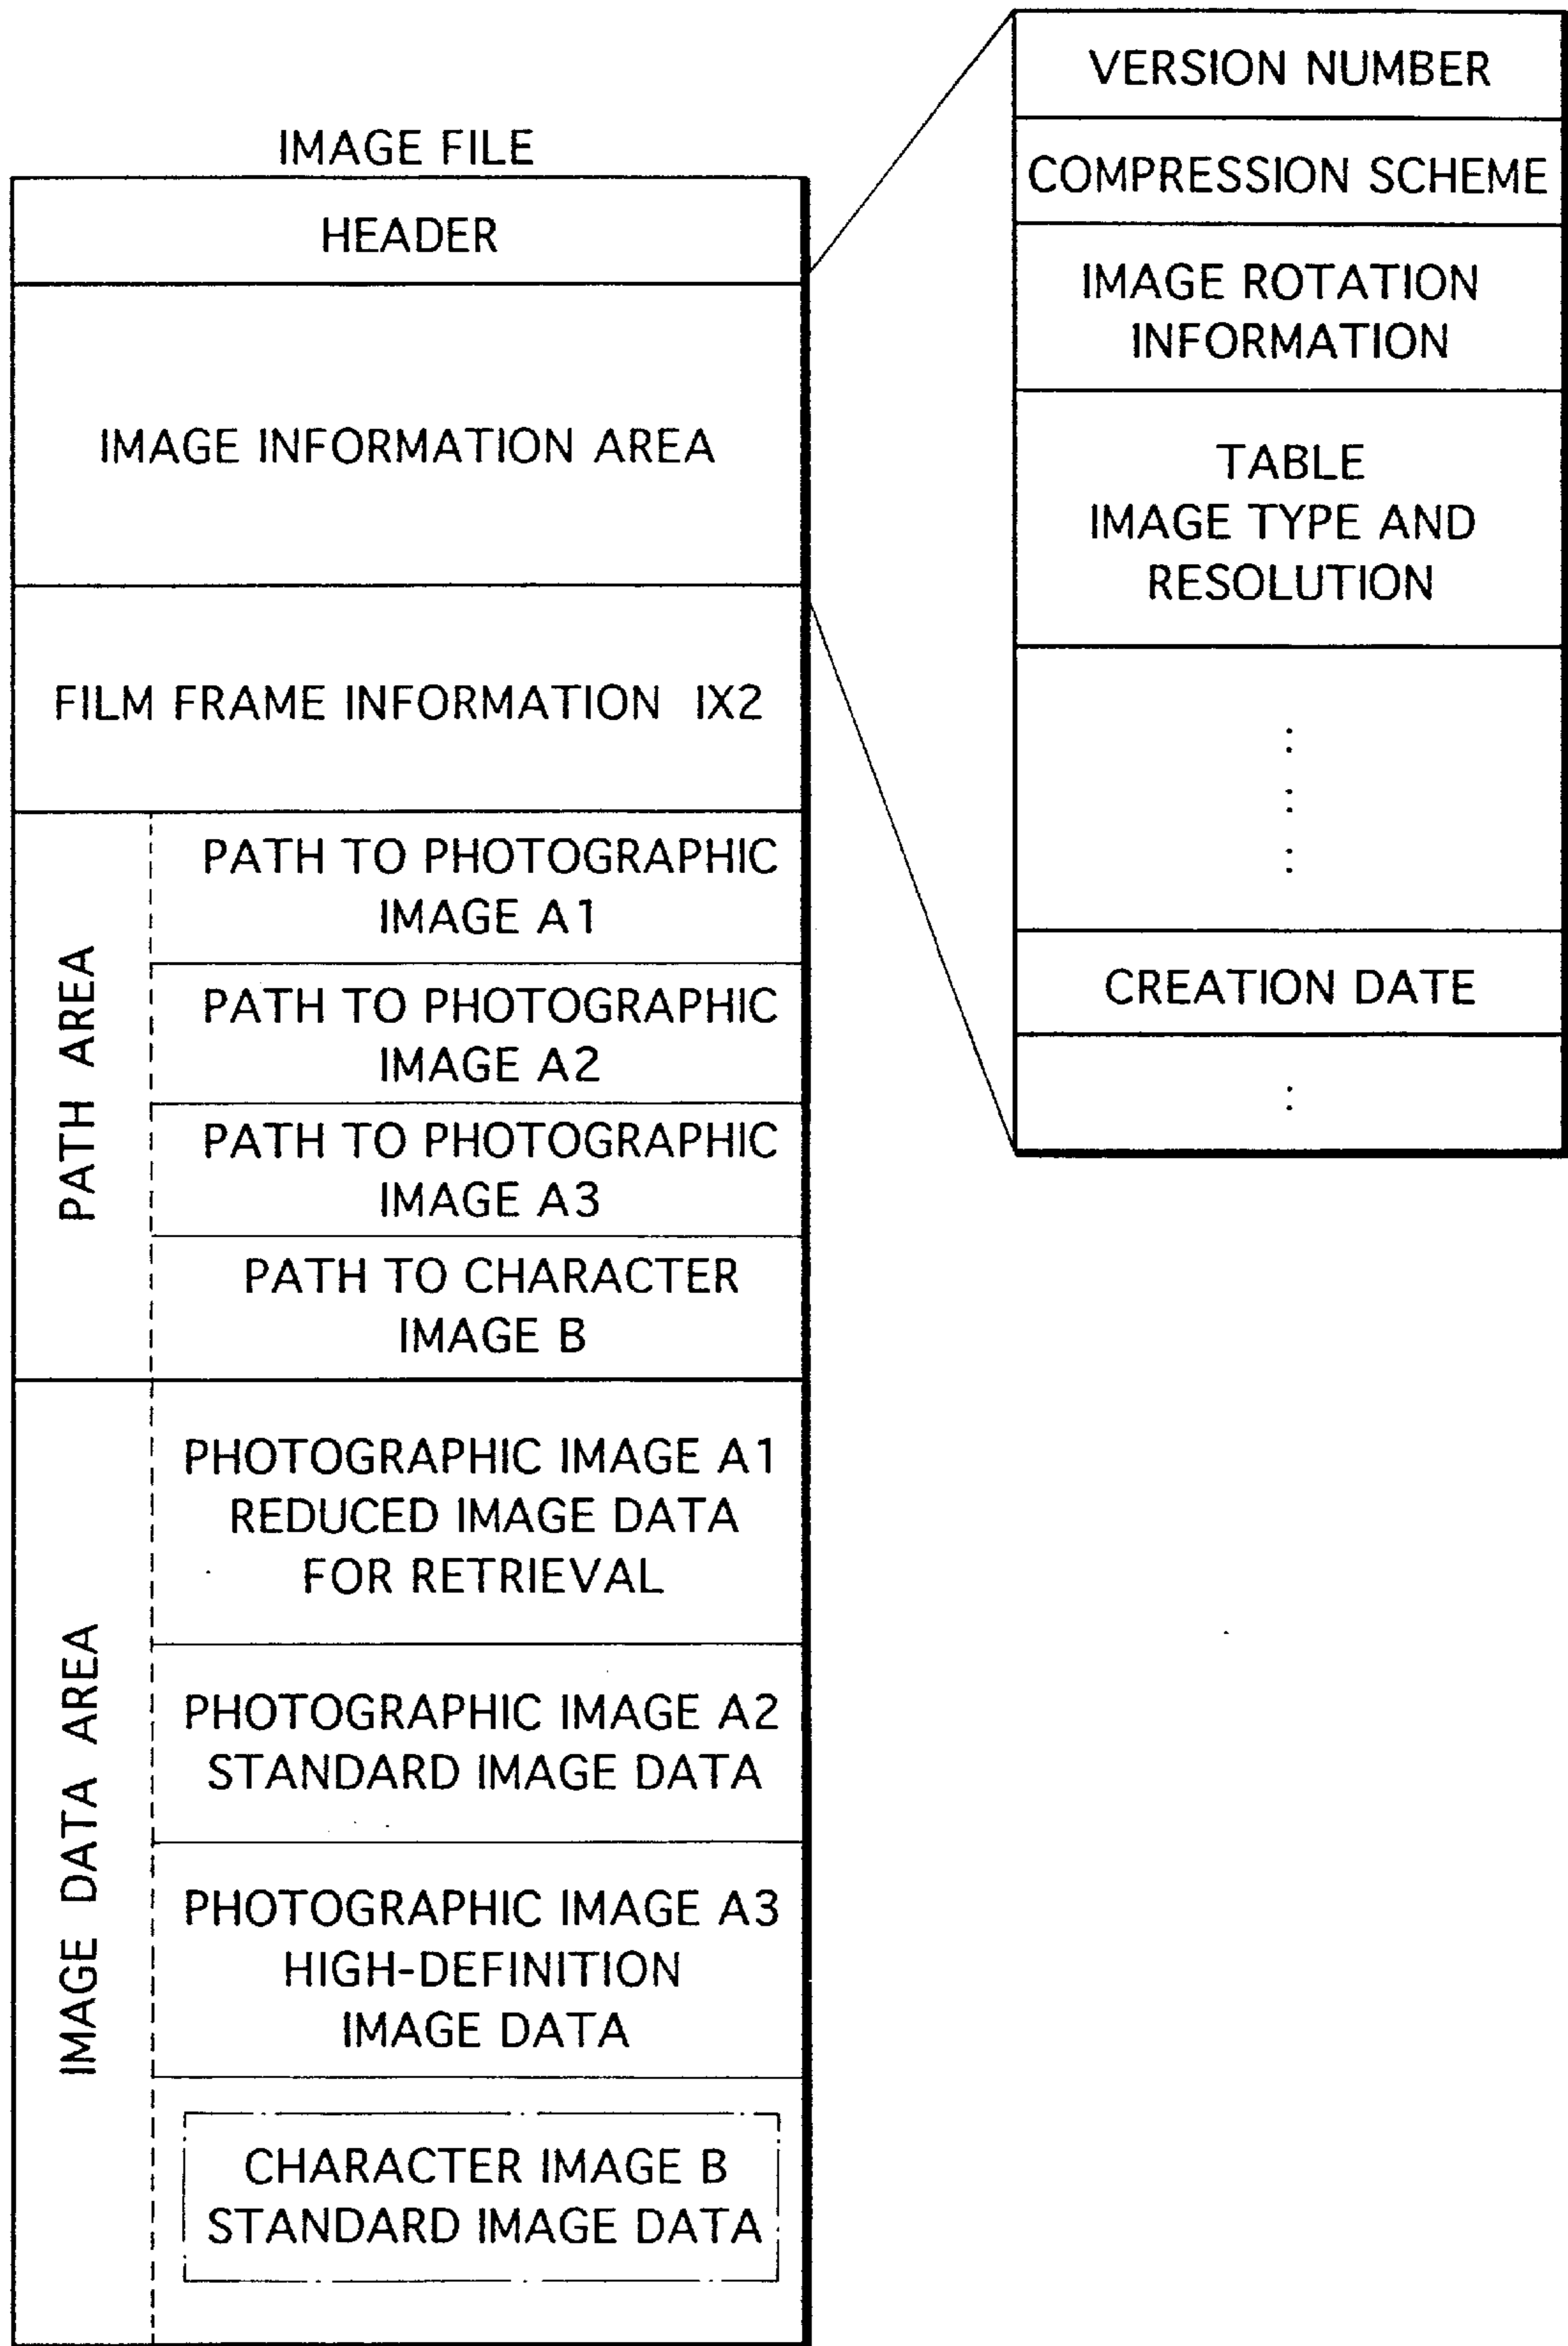 IMAGE FILE
HEADER
IMAGE INFORMATION AREA
FILM FRAME INFORMATION IX2
PATH AREA
PATH TO PHOTOGRAPHIC
IMAGE A1
PATH TO PHOTOGRAPHIC
IMAGE A2
PATH TO PHOTOGRAPHIC
IMAGE A3
PATH TO CHARACTER
IMAGE B
IMAGE DATA AREA
PHOTOGRAPHIC IMAGE A1
REDUCED IMAGE DATA
FOR RETRIEVAL
PHOTOGRAPHIC IMAGE A2
STANDARD IMAGE DATA
PHOTOGRAPHIC IMAGE A3
HIGH-DEFINITION
IMAGE DATA
CHARACTER IMAGE B
STANDARD IMAGE DATA
VERSION NUMBER
COMPRESSION SCHEME
IMAGE ROTATION
INFORMATION
TABLE
IMAGE TYPE AND
RESOLUTION
:
:
:
CREATION DATE
: